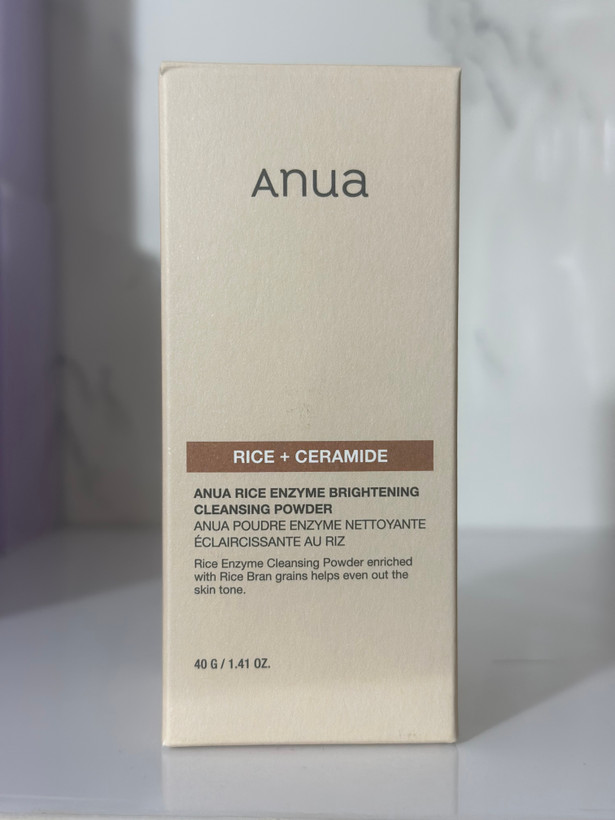 Anua
RICE + CERAMIDE
ANUA RICE ENZYME BRIGHTENING
CLEANSING POWDER
ANUA POUDRE ENZYME NETTOYANTE
ÉCLAIRCISSANTE AU RIZ
Rice Enzyme Cleansing Powder enriched
with Rice Bran grains helps even out the
skin tone.
40 G / 1.41 OZ.